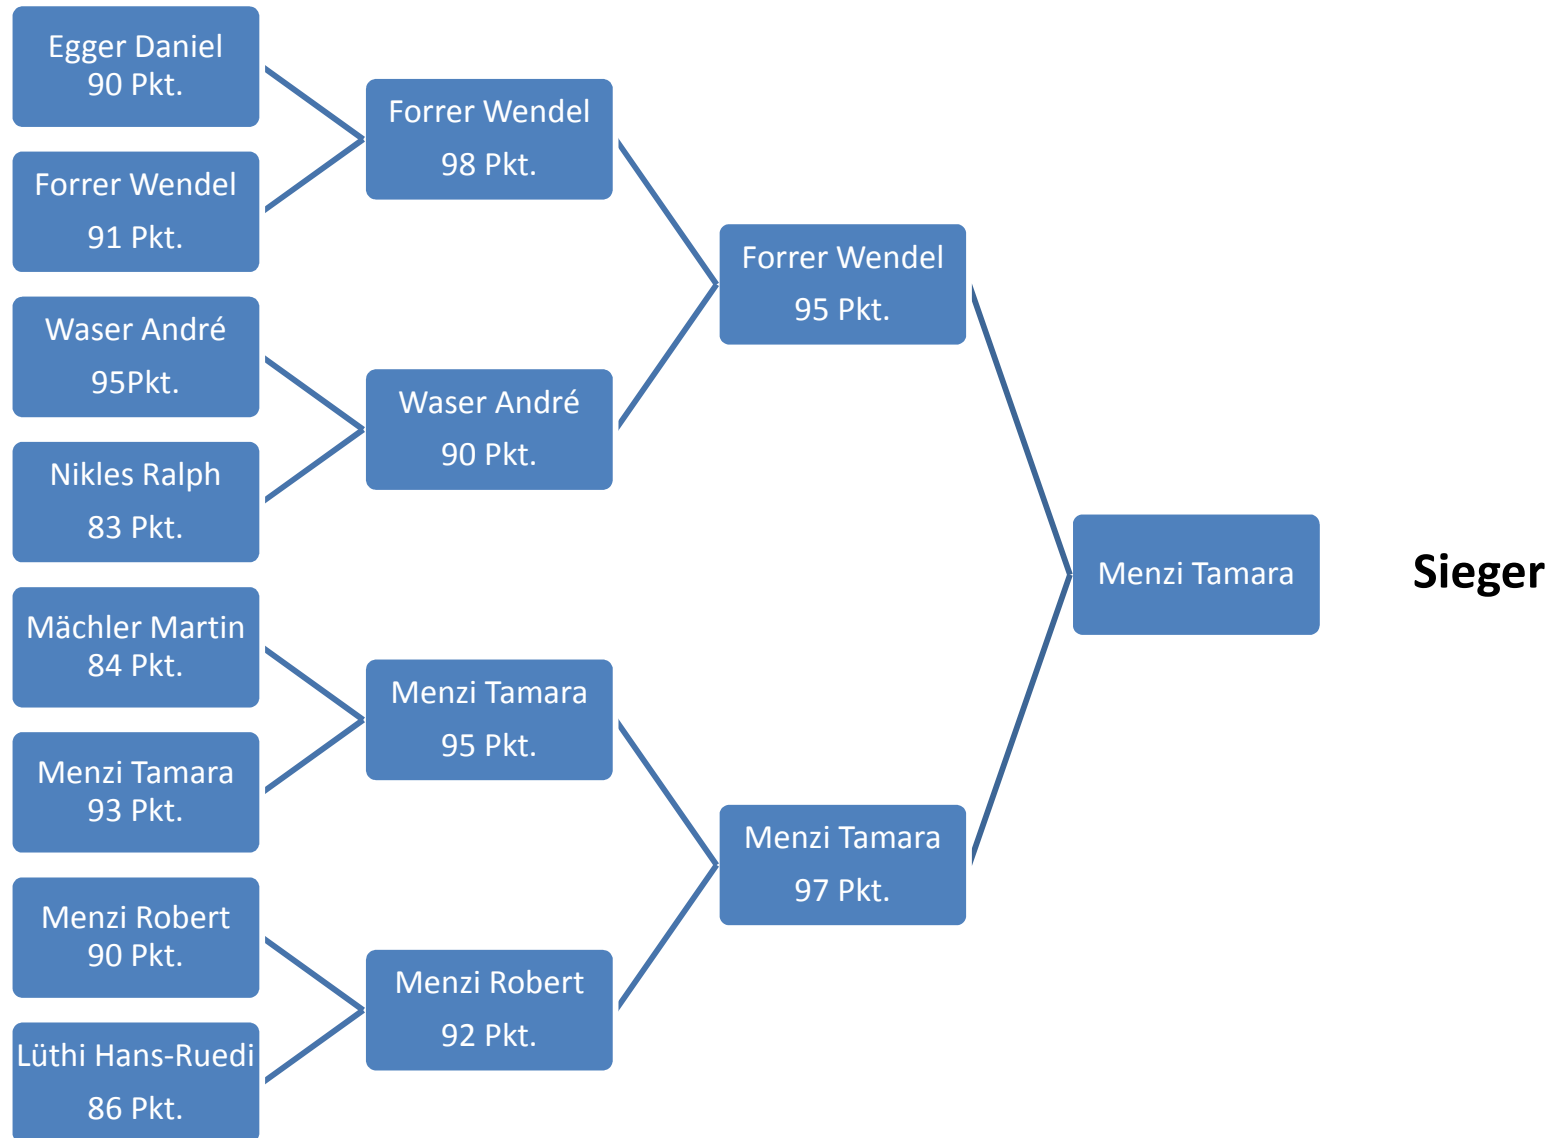 Egger Daniel
90 Pkt.
Forrer Wendel
91 Pkt.
Waser André
95Pkt.
Nikles Ralph
83 Pkt.
Mächler Martin
84 Pkt.
Menzi Tamara
93 Pkt.
Menzi Robert
90 Pkt.
Lüthi Hans-Ruedi
86 Pkt.
Forrer Wendel
98 Pkt.
Waser André
90 Pkt.
Menzi Tamara
95 Pkt.
Menzi Robert
92 Pkt.
Forrer Wendel
95 Pkt.
Menzi Tamara
97 Pkt.
Menzi Tamara
Sieger